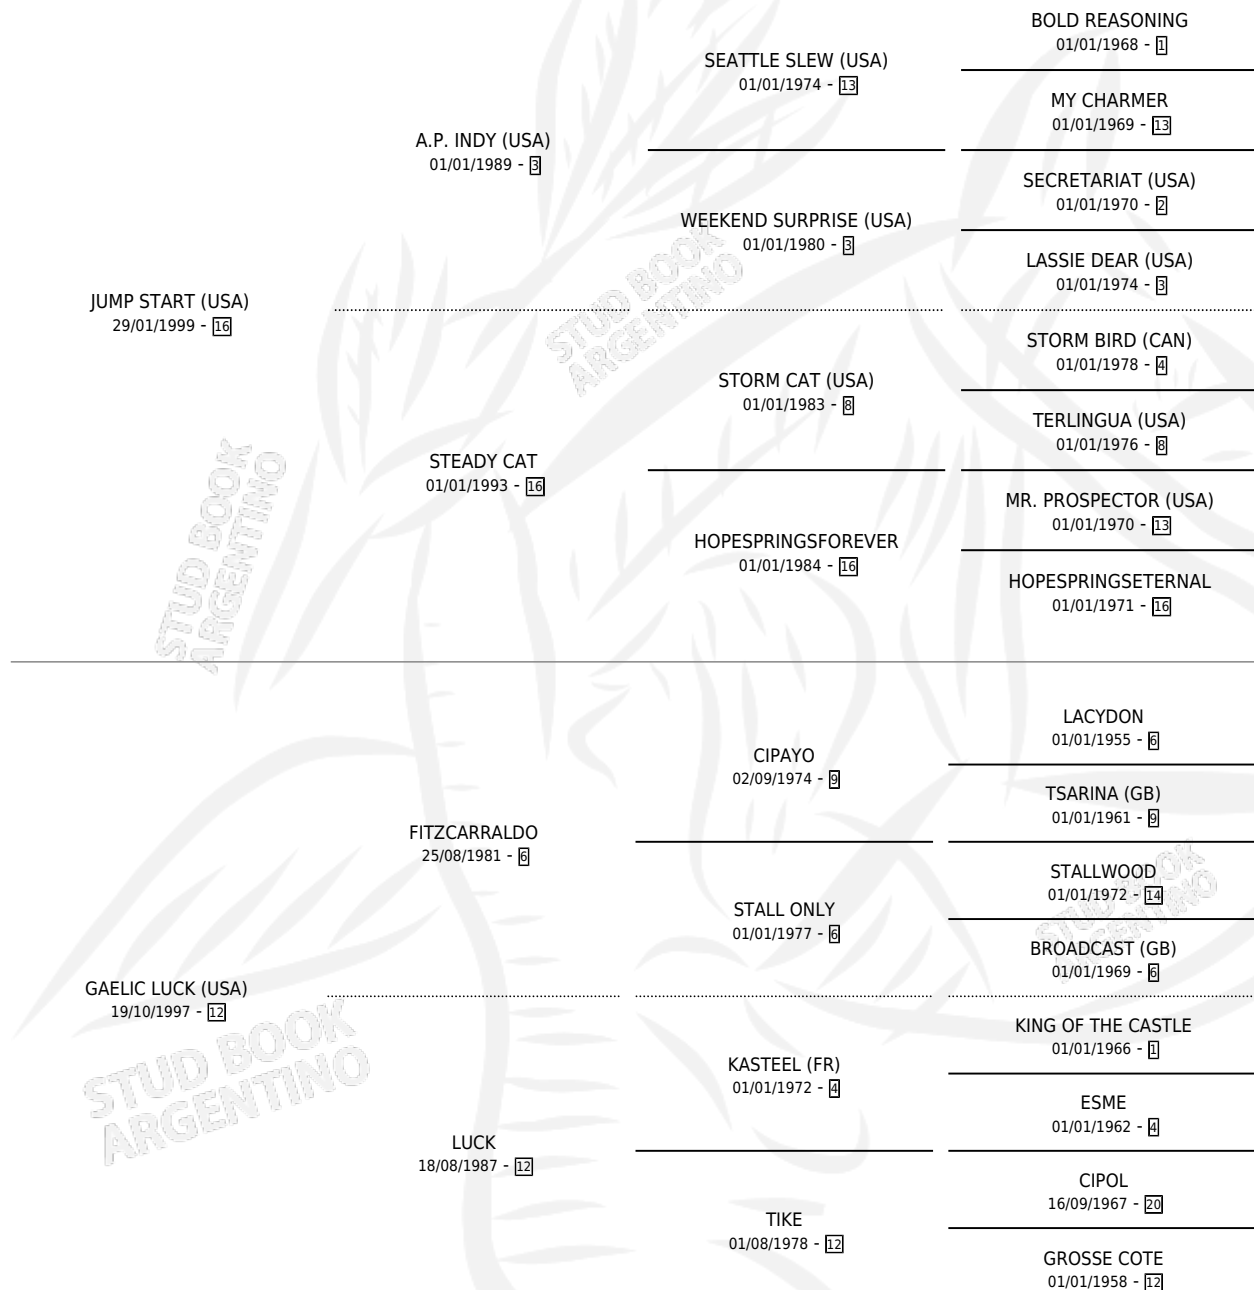 BOLD REASONING
01/01/1968 - 1
SEATTLE SLEW (USA)
01/01/1974 - 13
MY CHARMER
01/01/1969 - 13
A.P. INDY (USA)
01/01/1989 - 3
SECRETARIAT (USA)
01/01/1970 - 2
WEEKEND SURPRISE (USA)
01/01/1980 - 3
LASSIE DEAR (USA)
01/01/1974 - 3
JUMP START (USA)
29/01/1999 - 16
STUD BOOK
ARGENTINO
STORM BIRD (CAN)
01/01/1978 - 4
STORM CAT (USA)
01/01/1983 - 8
TERLINGUA (USA)
01/01/1976 - 8
STEADY CAT
01/01/1993 - 16
MR. PROSPECTOR (USA)
01/01/1970 - 13
HOPESPRINGSFOREVER
01/01/1984 - 16
HOPESPRINGSETERNAL
01/01/1971 - 16
STUD BOOK
ARGENTINO
LACYDON
01/01/1955 - 6
CIPAYO
02/09/1974 - 9
TSARINA (GB)
01/01/1961 - 9
FITZCARRALDO
25/08/1981 - 6
STALLWOOD
01/01/1972 - 14
STALL ONLY
01/01/1977 - 6
BROADCAST (GB)
01/01/1969 - 6
STUD BOOK
ARGENTINO
GAELIC LUCK (USA)
19/10/1997 - 12
KING OF THE CASTLE
01/01/1966 - 1
KASTEEL (FR)
01/01/1972 - 4
ESME
01/01/1962 - 4
STUD BOOK
ARGENTINO
LUCK
18/08/1987 - 12
CIPOL
16/09/1967 - 20
TIKE
01/08/1978 - 12
GROSSE COTE
01/01/1958 - 12